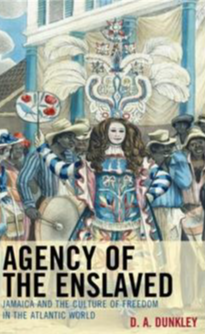 AGENCY OF
THE ENSLAVED
JAMAICA AND THE CULTURE OF FREEDOM
IN THE ATLANTIC WORLD
D. A. DUNKLEY